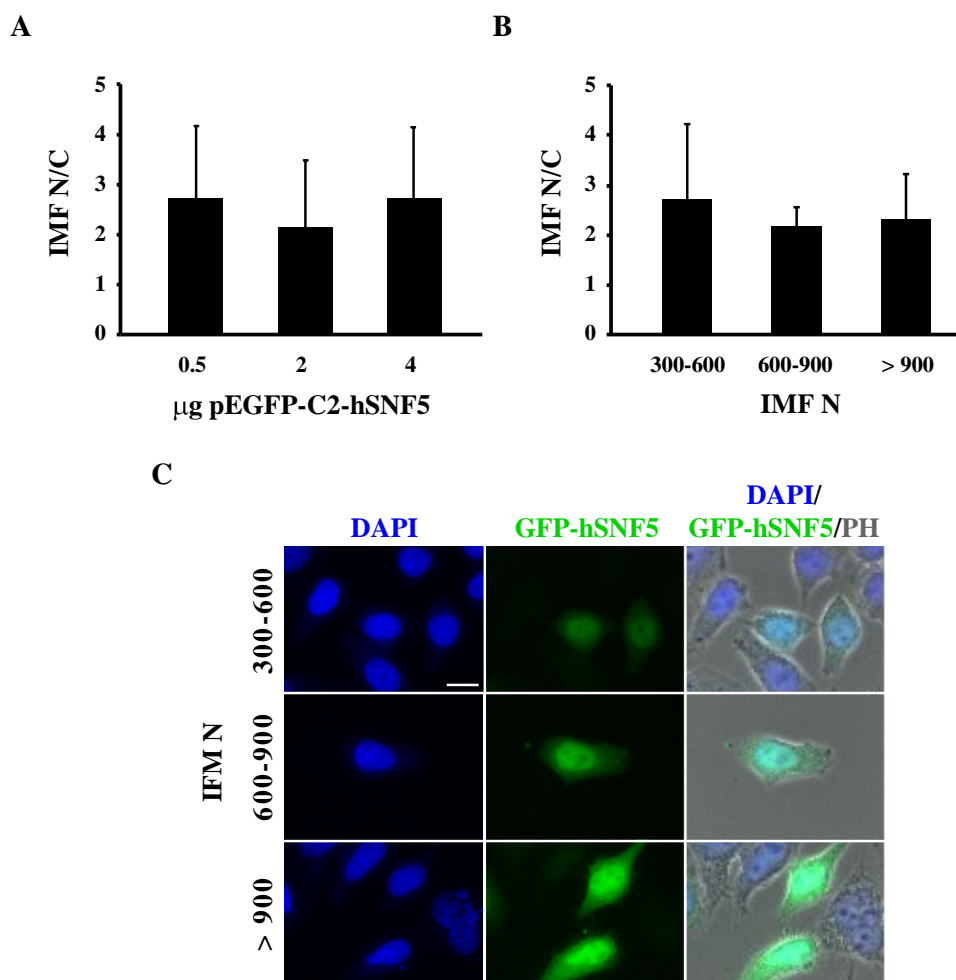 A
B
5
4
3
2
1
0
IMF N/C
0.5 2 4
µg pEGFP-C2-hSNF5
5
4
3
2
1
0
IMF N/C
300-600 600-900 > 900
IMF N
C
DAPI/
DAPI GFP-hSNF5 GFP-hSNF5/PH
300-600
600-900
> 900
IFM N